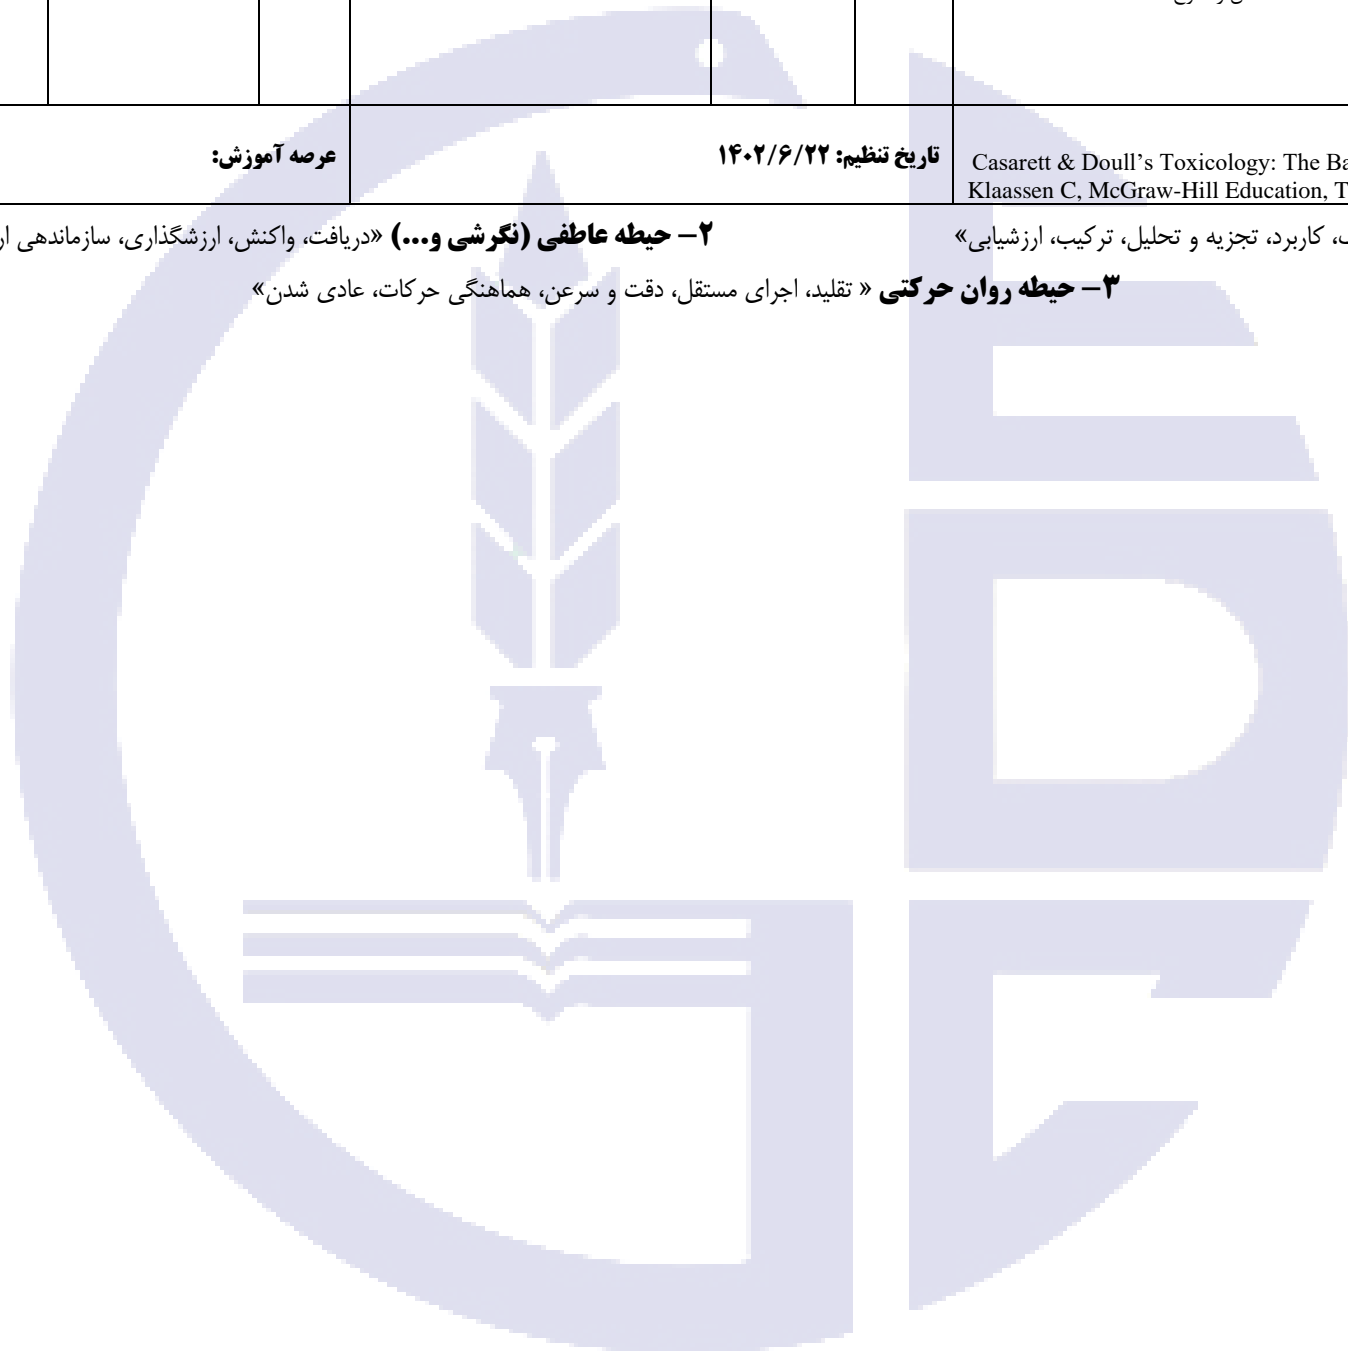 Casarett & Doull's Toxicology: The
Klaassen C, McGraw-Hill Education,
تاریخ تنظیم: ۱۴۰۲/۶/۲۲
عرصه آموزش:
کاربرد، تجزیه و تحلیل، ترکیب، ارزشیابی»
۲- حیطه عاطفی (نگرشی و...) «دریافت، واکنش، ارزشگذاری، سازماندهی
۳- حیطه روان حرکتی « تقلید، اجرای مستقل، دقت و سرعن، هماهنگی حرکات، عادی شدن»